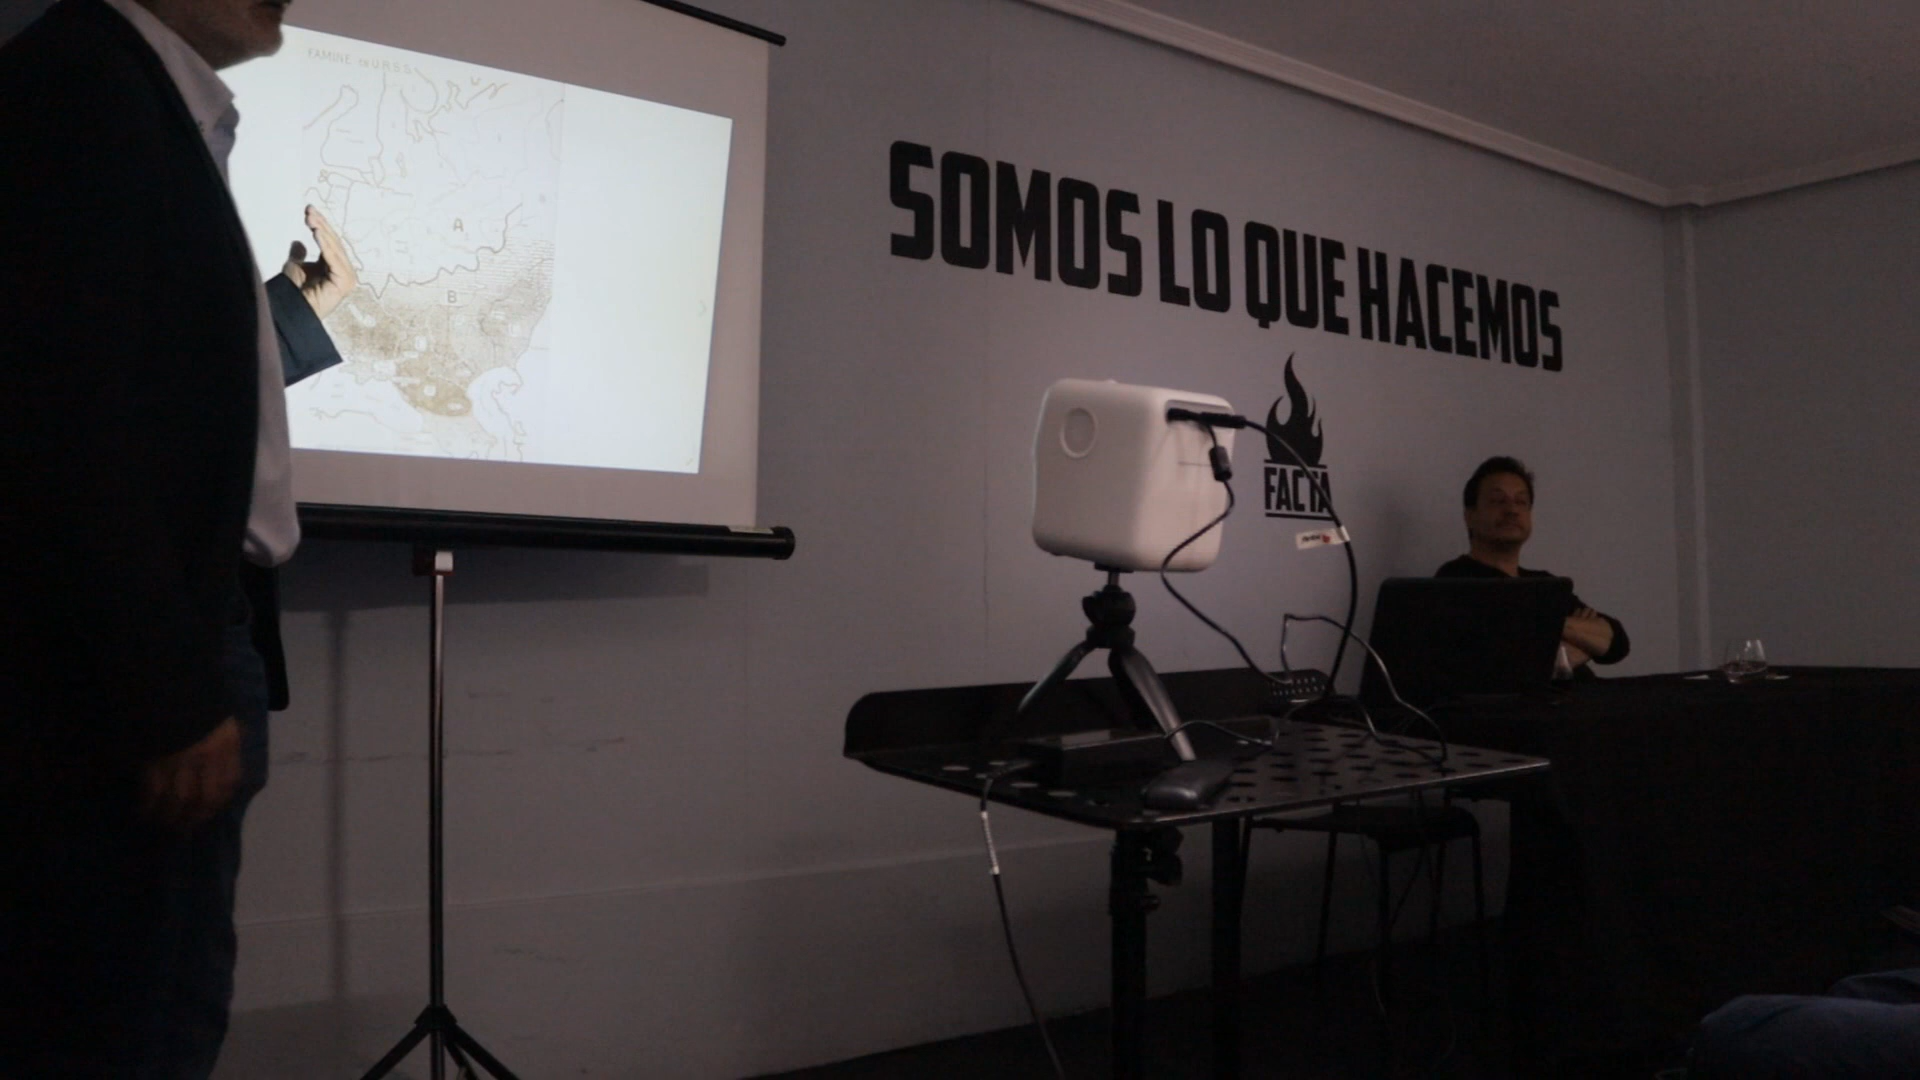 FAMINE EN U.R.S.S.
A
B
SOMOS LO QUE HACEMOS
FACTA